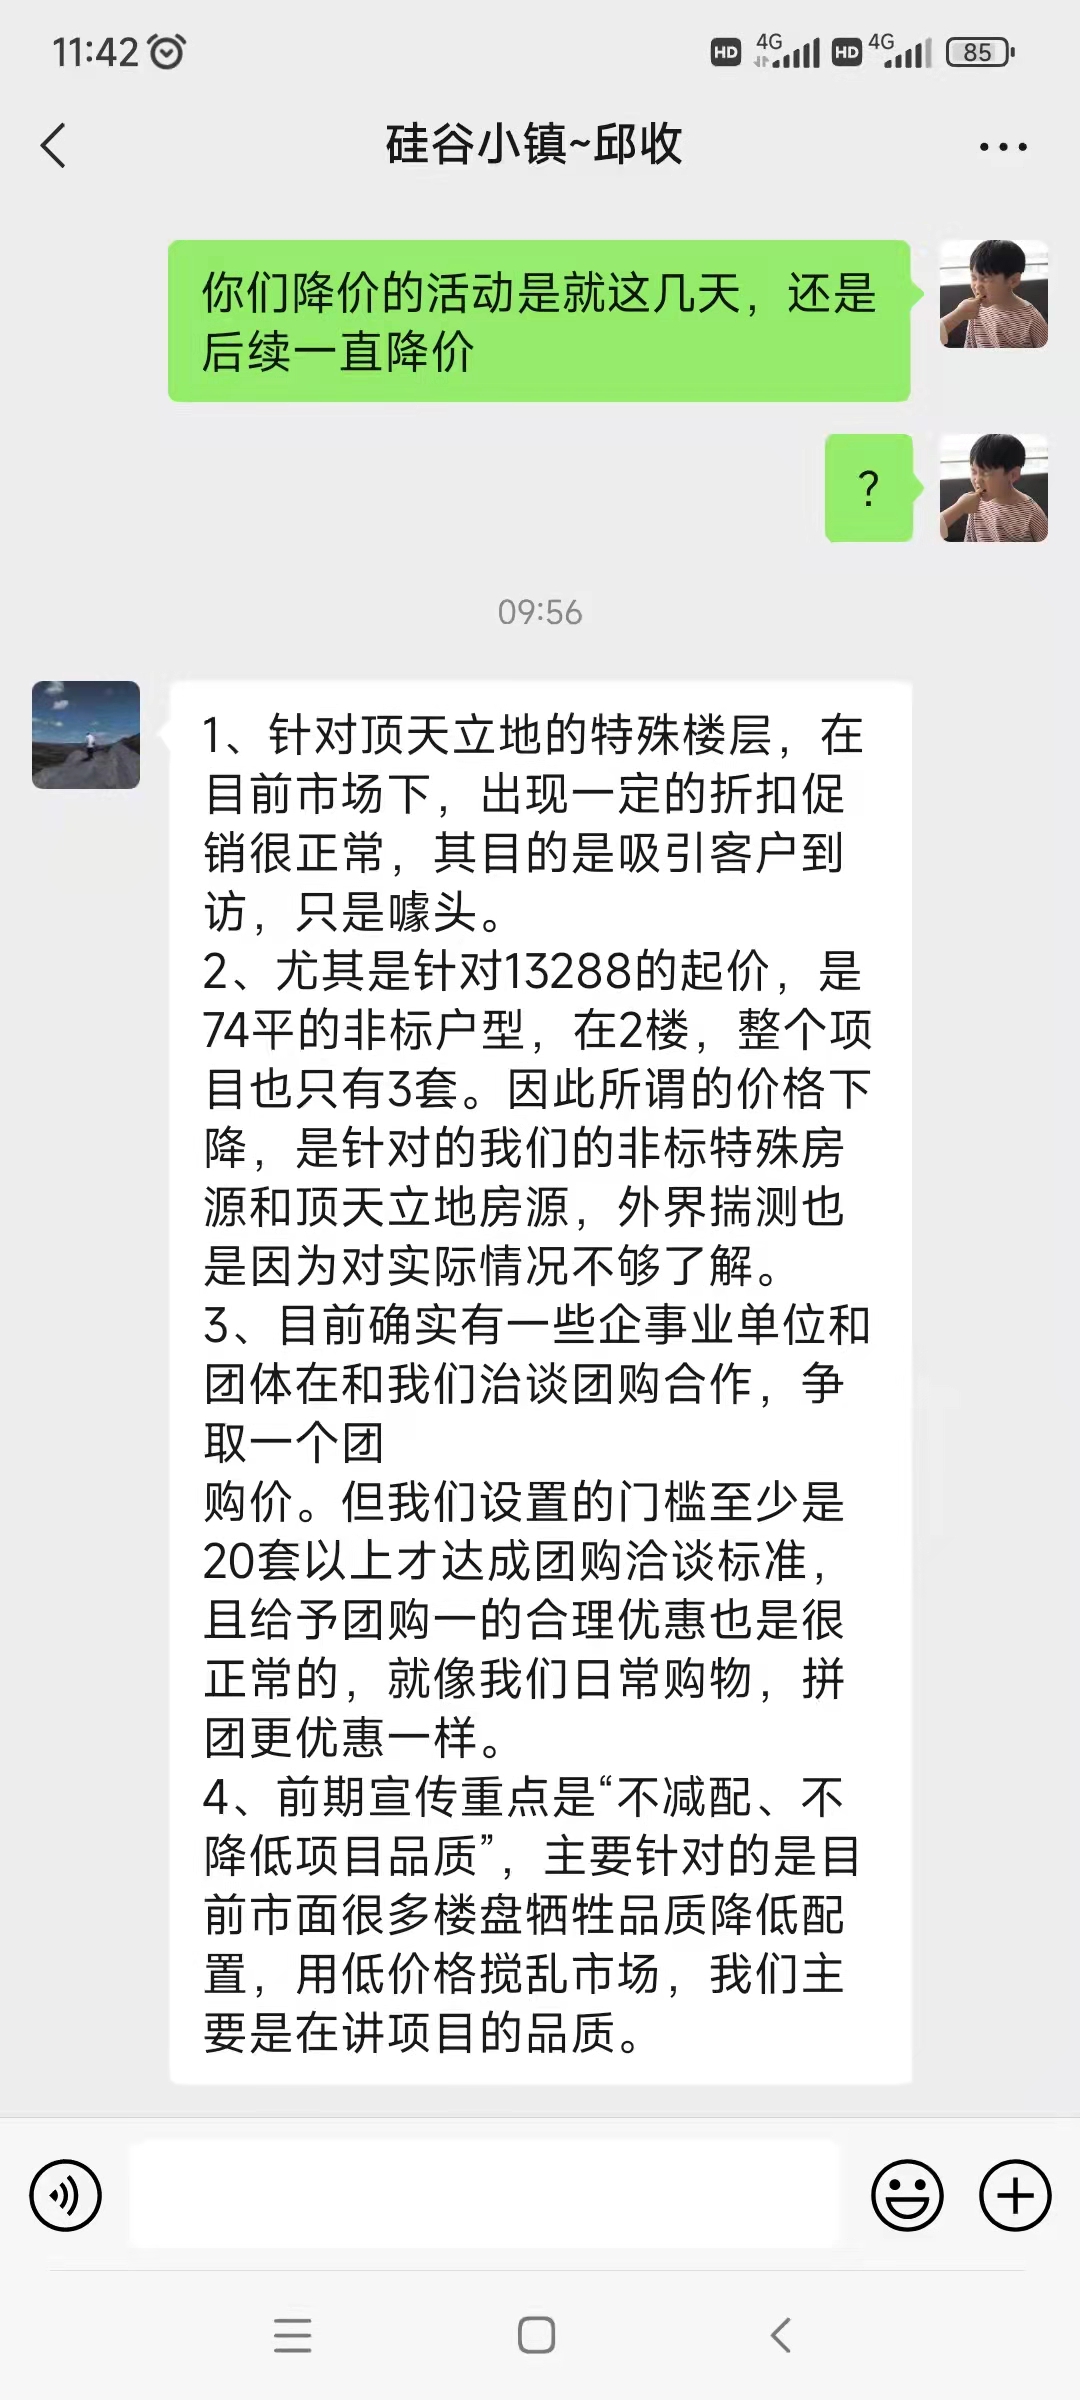 11:42
HD 4G HD 4G 85
硅谷小镇~邱收
你们降价的活动是就这几天，还是
后续一直降价
？
09:56
1、针对顶天立地的特殊楼层，在
目前市场下，出现一定的折扣促
销很正常，其目的是吸引客户到
访，只是噱头。
2、尤其是针对13288的起价，是
74平的非标户型，在2楼，整个项
目也只有3套。因此所谓的价格下
降，是针对的我们的非标特殊房
源和顶天立地房源，外界揣测也
是因为对实际情况不够了解。
3、目前确实有一些企事业单位和
团体在和我们洽谈团购合作，争
取一个团
购价。但我们设置的门槛至少是
20套以上才达成团购洽谈标准，
且给予团购一的合理优惠也是很
正常的，就像我们日常购物，拼
团更优惠一样。
4、前期宣传重点是“不减配、不
降低项目品质”，主要针对的是目
前市面很多楼盘牺牲品质降低配
置，用低价格搅乱市场，我们主
要是在讲项目的品质。